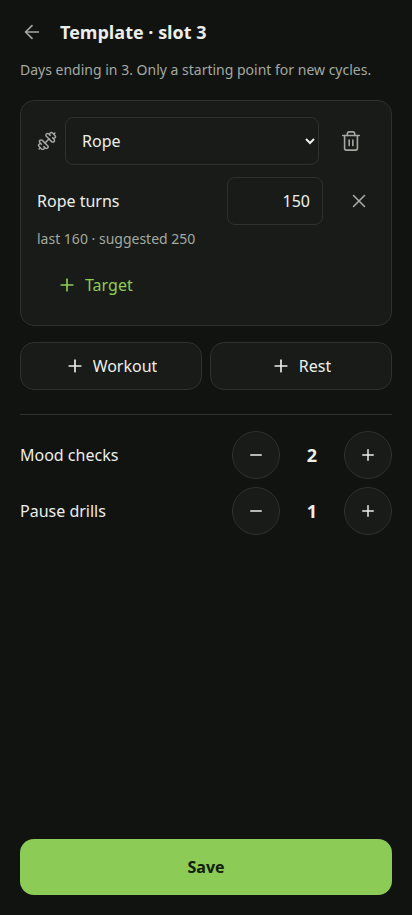 Template · slot 3
Days ending in 3. Only a starting point for new cycles.
Rope
Rope turns 150
last 160 · suggested 250
+ Target
+ Workout + Rest
Mood checks − 2 +
Pause drills − 1 +
Save